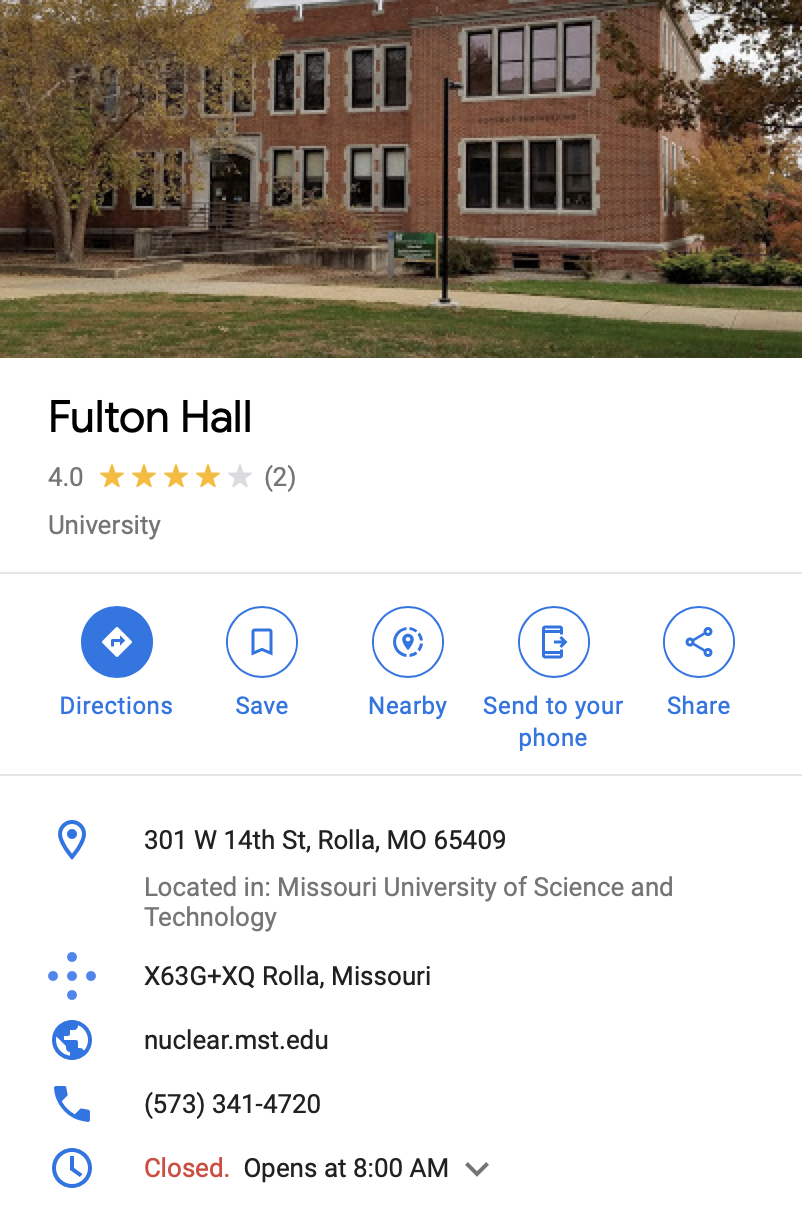 Fulton Hall
4.0 (2)
University
Directions
Save
Nearby
Send to your
phone
Share
301 W 14th St, Rolla, MO 65409
Located in: Missouri University of Science and
Technology
X63G+XQ Rolla, Missouri
nuclear.mst.edu
(573) 341-4720
Closed. Opens at 8:00 AM